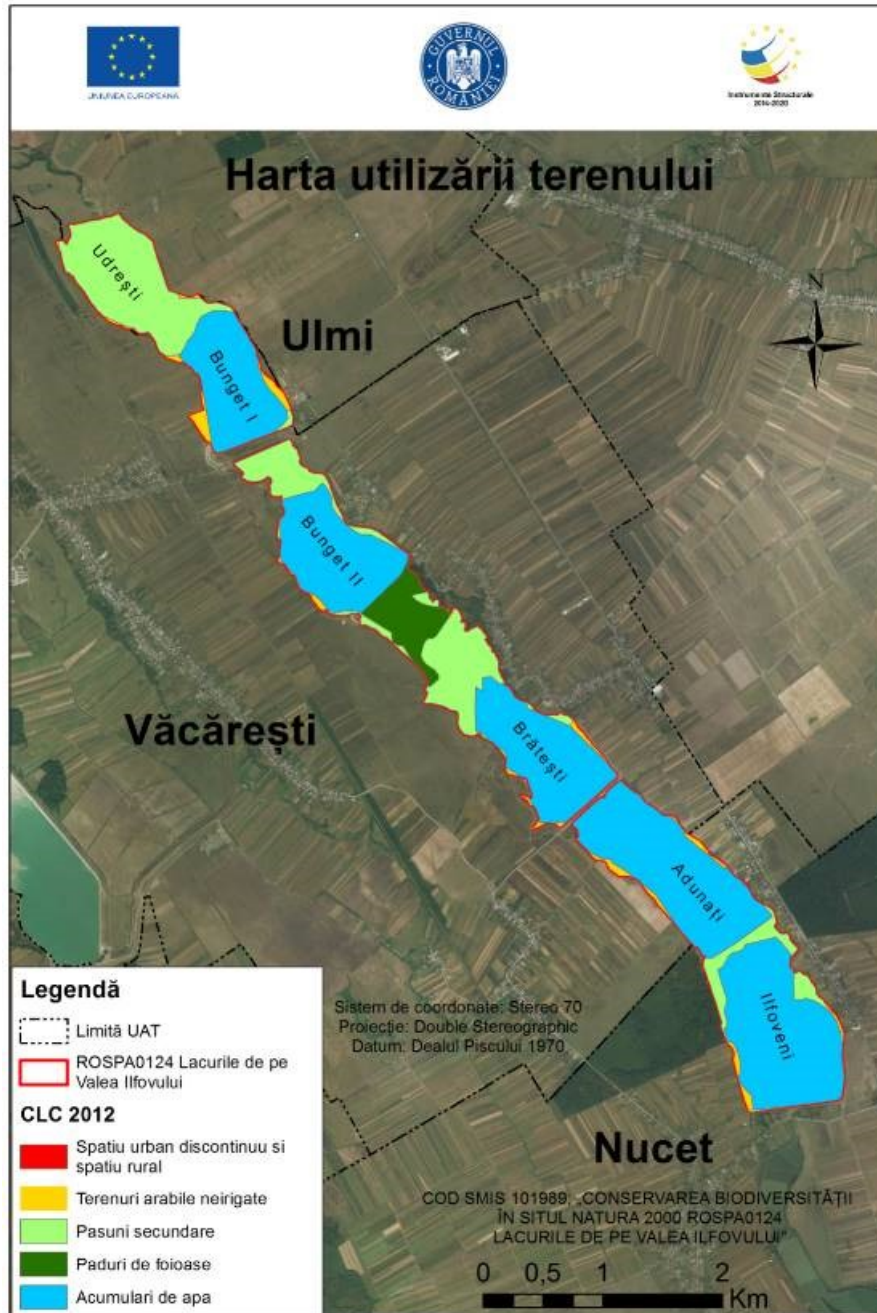 UNIUNEA EUROPEANĂ
GUVERNUL ROMÂNIEI
Instrumente Structurale
2014-2020
Harta utilizării terenului
N
Udrești
Ulmi
Bunget I
Bunget II
Văcărești
Brătești
Adunați
Ilfoveni
Legendă
Limită UAT
ROSPA0124 Lacurile de pe
Valea Ilfovului
CLC 2012
Spatiu urban discontinuu si
spatiu rural
Terenuri arabile neirigate
Pasuni secundare
Paduri de foioase
Acumulari de apa
Sistem de coordonate: Stereo 70
Proiecție: Double Stereographic
Datum: Dealul Piscului 1970
Nucet
COD SMIS 101989: „CONSERVAREA BIODIVERSITĂȚII
ÎN SITUL NATURA 2000 ROSPA0124
LACURILE DE PE VALEA ILFOVULUI"
0 0,5 1 2
Km